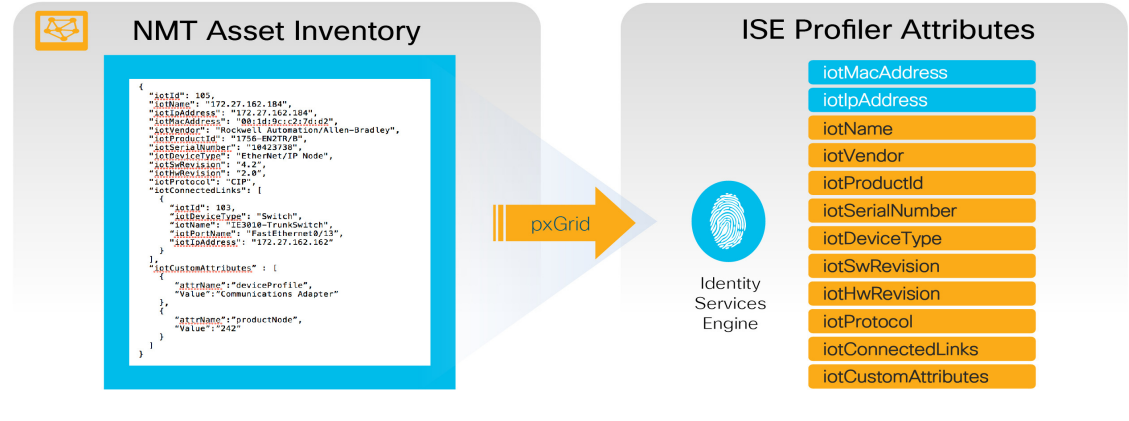 NMT Asset Inventory
{
"iotId": 105,
"iotName": "172.27.162.184",
"iotIpAddress": "172.27.162.184",
"iotMacAddress": "00:1d:9c:c2:7d:d2",
"iotVendor": "Rockwell Automation/Allen-Bradley",
"iotProductId": "1756-EN2TR/B",
"iotSerialNumber": "10423738",
"iotDeviceType": "EtherNet/IP Node",
"iotSwRevision": "4.2",
"iotHwRevision": "2.0",
"iotProtocol": "CIP",
"iotConnectedLinks": [
{
"iotId": 103,
"iotDeviceType": "Switch",
"iotName": "IE3010-TrunkSwitch",
"iotPortName": "FastEthernet0/13",
"iotIpAddress": "172.27.162.162"
}
],
"iotCustomAttributes" : [
{
"attrName":"deviceProfile",
"Value":"Communications Adapter"
},
{
"attrName":"productNode",
"Value":"242"
}
]
}
pxGrid
Identity
Services
Engine
ISE Profiler Attributes
iotMacAddress
iotIpAddress
iotName
iotVendor
iotProductId
iotSerialNumber
iotDeviceType
iotSwRevision
iotHwRevision
iotProtocol
iotConnectedLinks
iotCustomAttributes